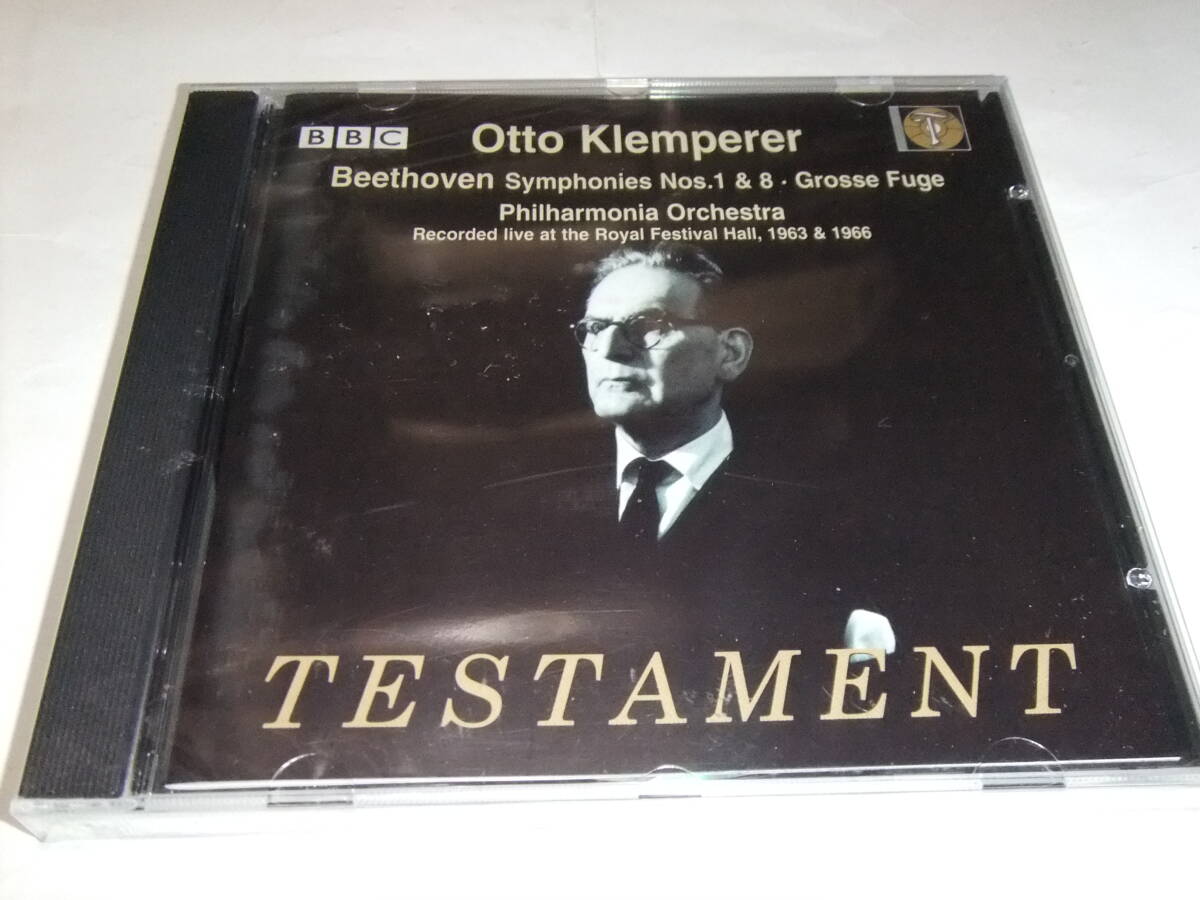 BBC
Otto Klemperer
Beethoven Symphonies Nos.1 & 8 · Grosse Fuge
Philharmonia Orchestra
Recorded live at the Royal Festival Hall, 1963 & 1966
TESTAMENT